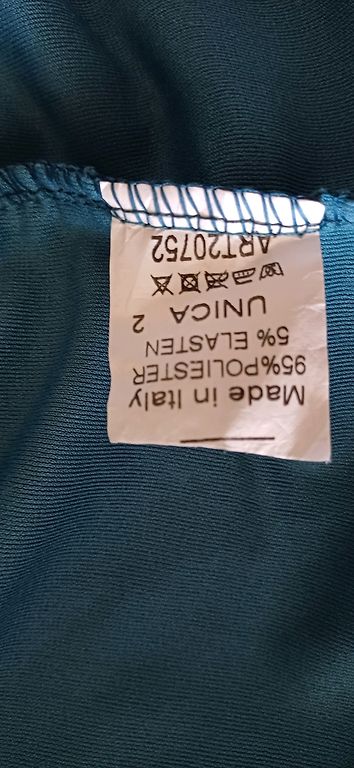 Made in Italy
95%POLIESTER
5% ELASTEN
UNICA 2
ART20752